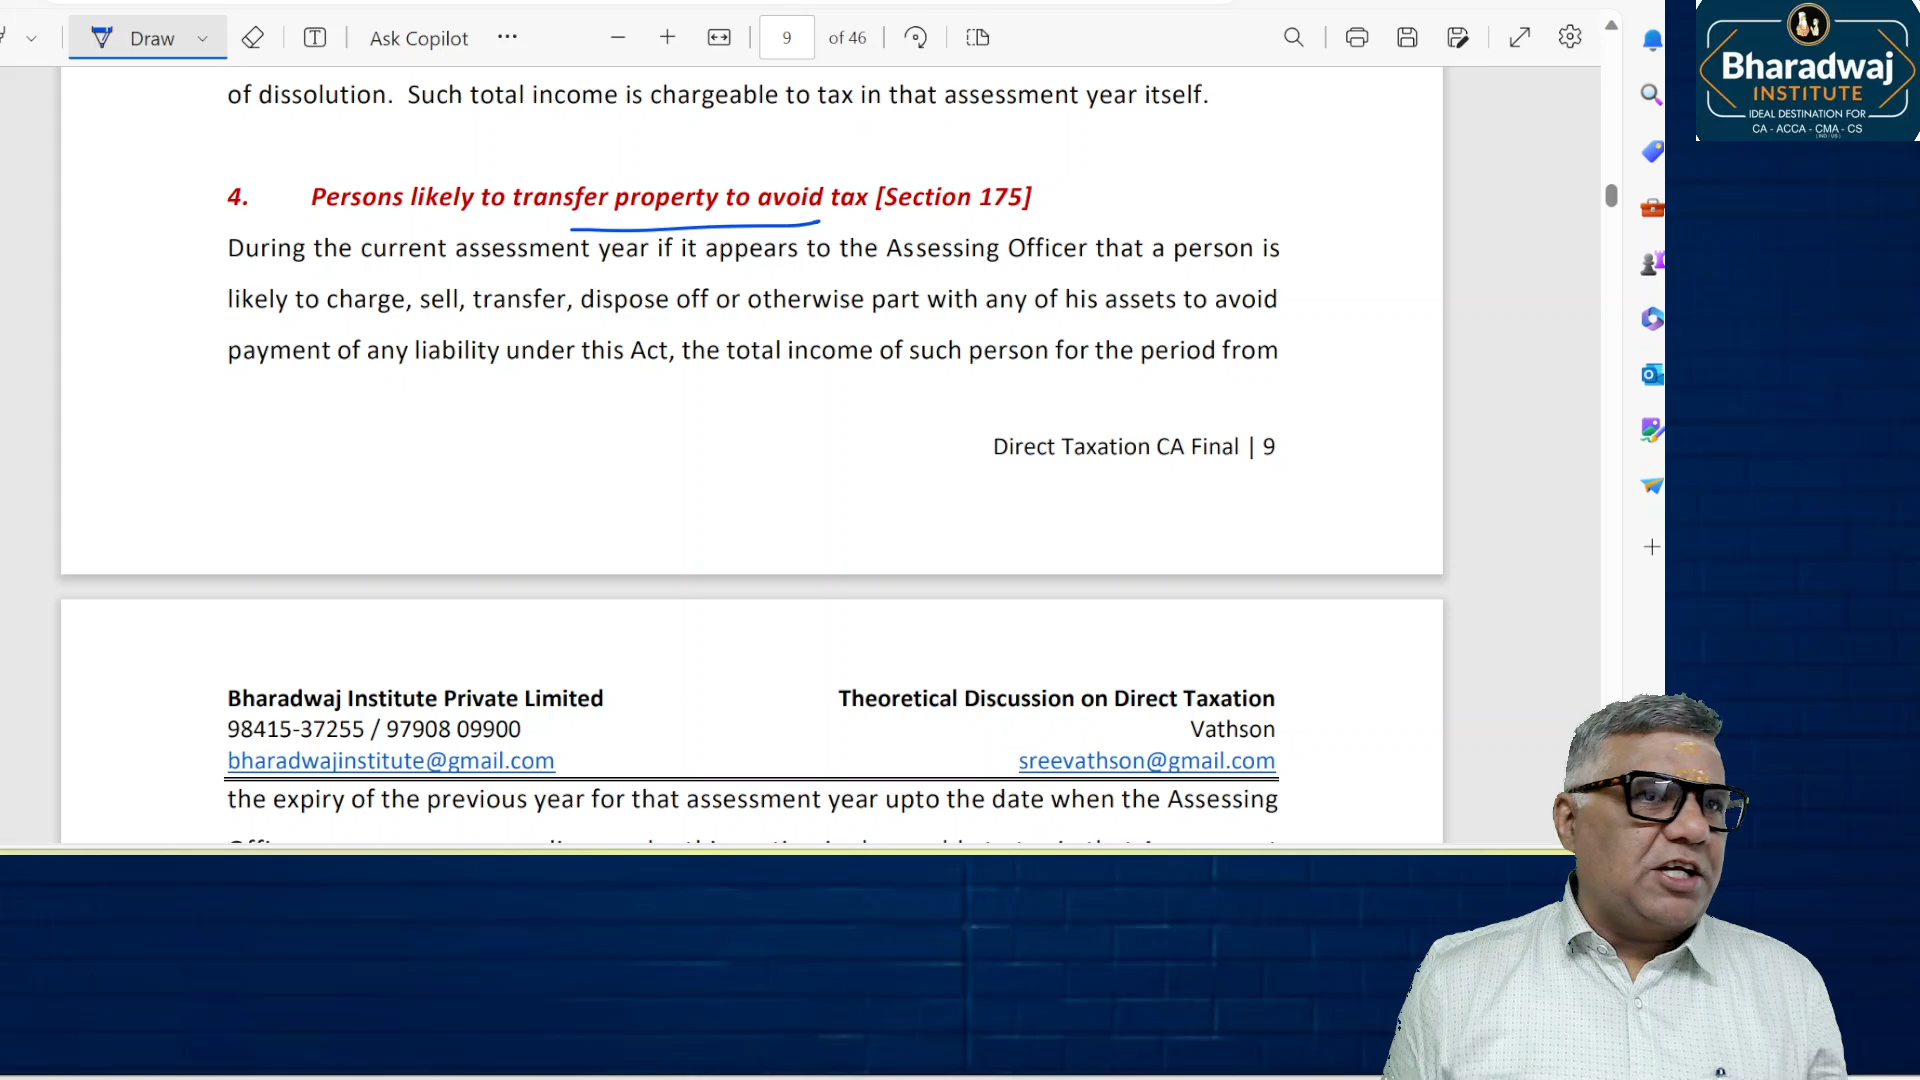 Draw
Ask Copilot
9 of 46
Bharadwaj
INSTITUTE
IDEAL DESTINATION FOR
CA - ACCA - CMA - CS
of dissolution. Such total income is chargeable to tax in that assessment year itself.
4. Persons likely to transfer property to avoid tax [Section 175]
During the current assessment year if it appears to the Assessing Officer that a person is
likely to charge, sell, transfer, dispose off or otherwise part with any of his assets to avoid
payment of any liability under this Act, the total income of such person for the period from
Direct Taxation CA Final | 9
Bharadwaj Institute Private Limited Theoretical Discussion on Direct Taxation
98415-37255 / 97908 09900 Vathson
bharadwajinstitute@gmail.com sreevathson@gmail.com
the expiry of the previous year for that assessment year upto the date when the Assessing